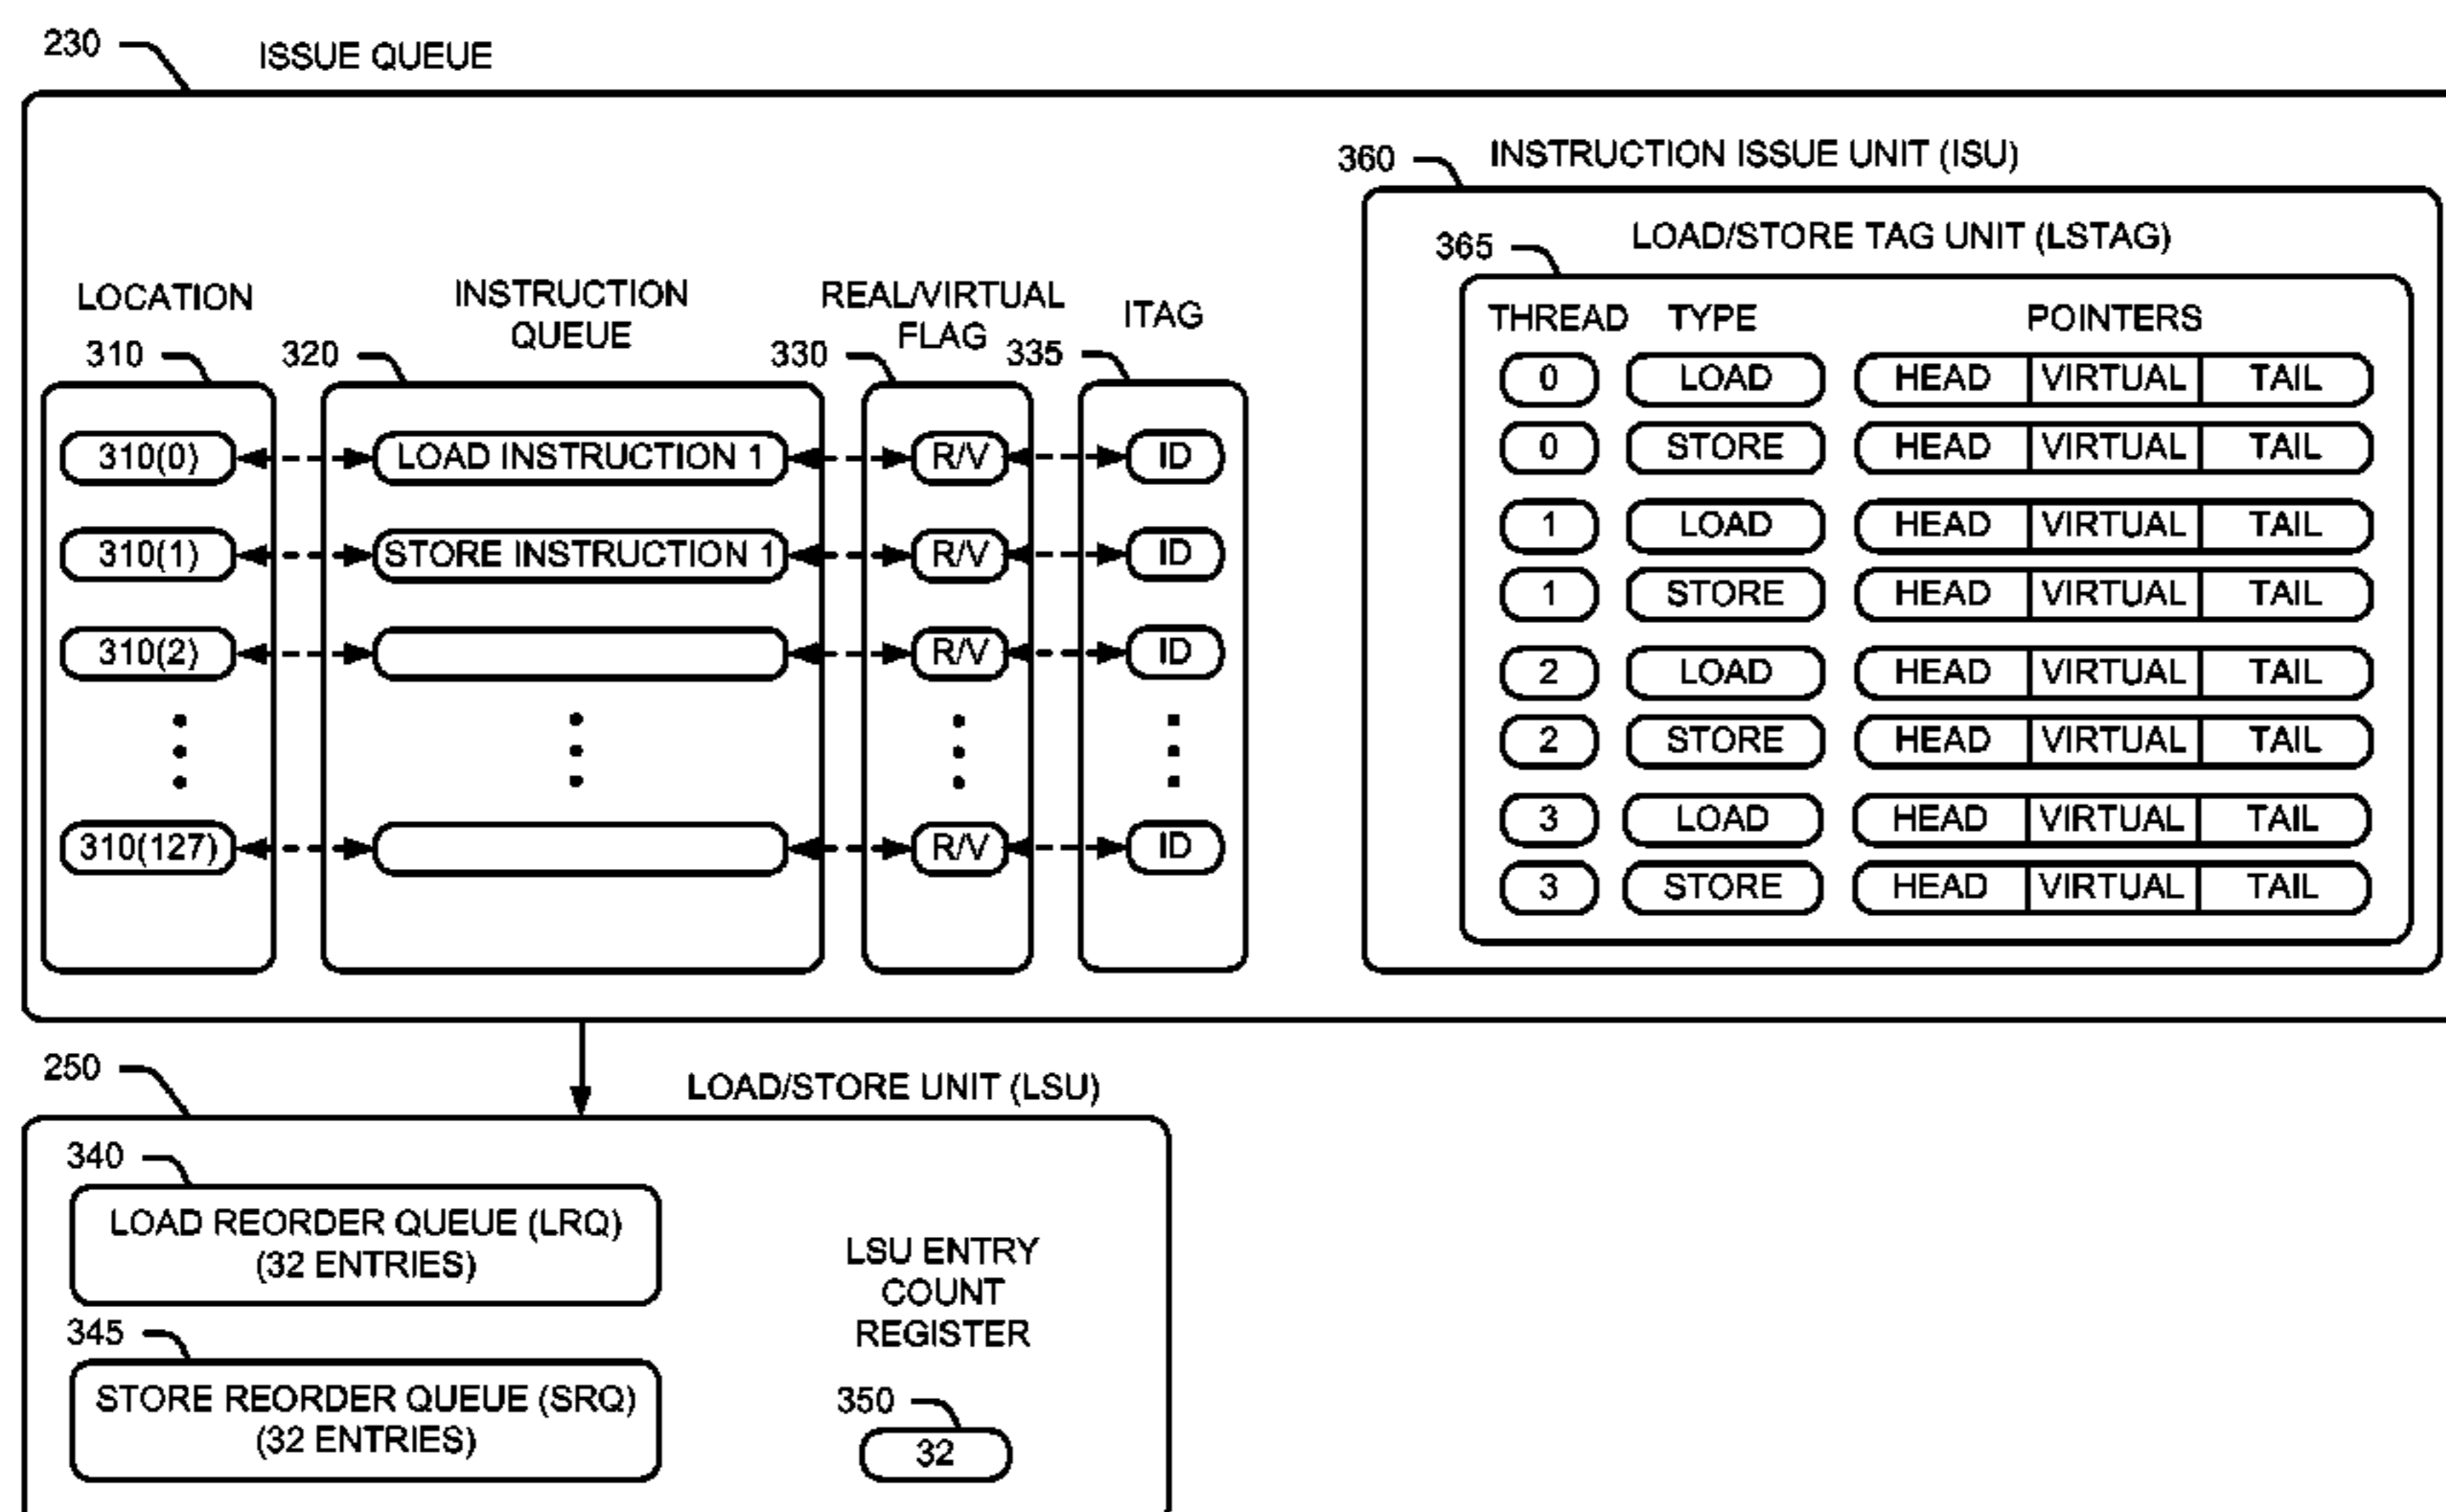 230 ISSUE QUEUE
360 INSTRUCTION ISSUE UNIT (ISU)
365 LOAD/STORE TAG UNIT (LSTAG)
LOCATION
310
INSTRUCTION
QUEUE
320
REAL/VIRTUAL
FLAG
330
ITAG
335
310(0) LOAD INSTRUCTION 1 R/V ID
310(1) STORE INSTRUCTION 1 R/V ID
310(2) R/V ID
310(127) R/V ID
THREAD TYPE POINTERS
0 LOAD HEAD VIRTUAL TAIL
0 STORE HEAD VIRTUAL TAIL
1 LOAD HEAD VIRTUAL TAIL
1 STORE HEAD VIRTUAL TAIL
2 LOAD HEAD VIRTUAL TAIL
2 STORE HEAD VIRTUAL TAIL
3 LOAD HEAD VIRTUAL TAIL
3 STORE HEAD VIRTUAL TAIL
250 LOAD/STORE UNIT (LSU)
340
LOAD REORDER QUEUE (LRQ)
(32 ENTRIES)
345
STORE REORDER QUEUE (SRQ)
(32 ENTRIES)
LSU ENTRY
COUNT
REGISTER
350
32